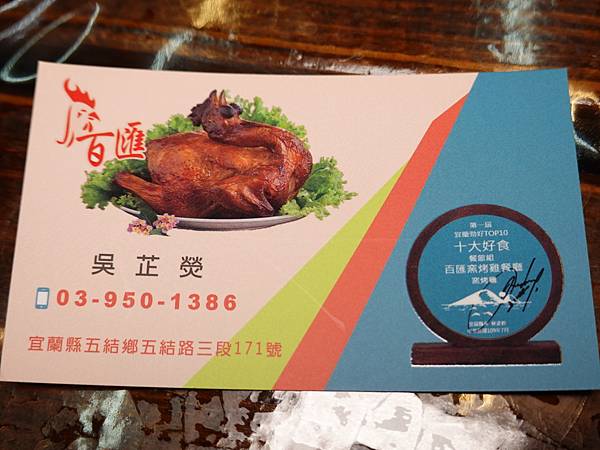 百匯
吳芷熒
03-950-1386
宜蘭縣五結鄉五結路三段171號
第一屆
宜蘭勁好TOP10
十大好食
餐館組
百匯窯烤雞餐廳
窯烤雞